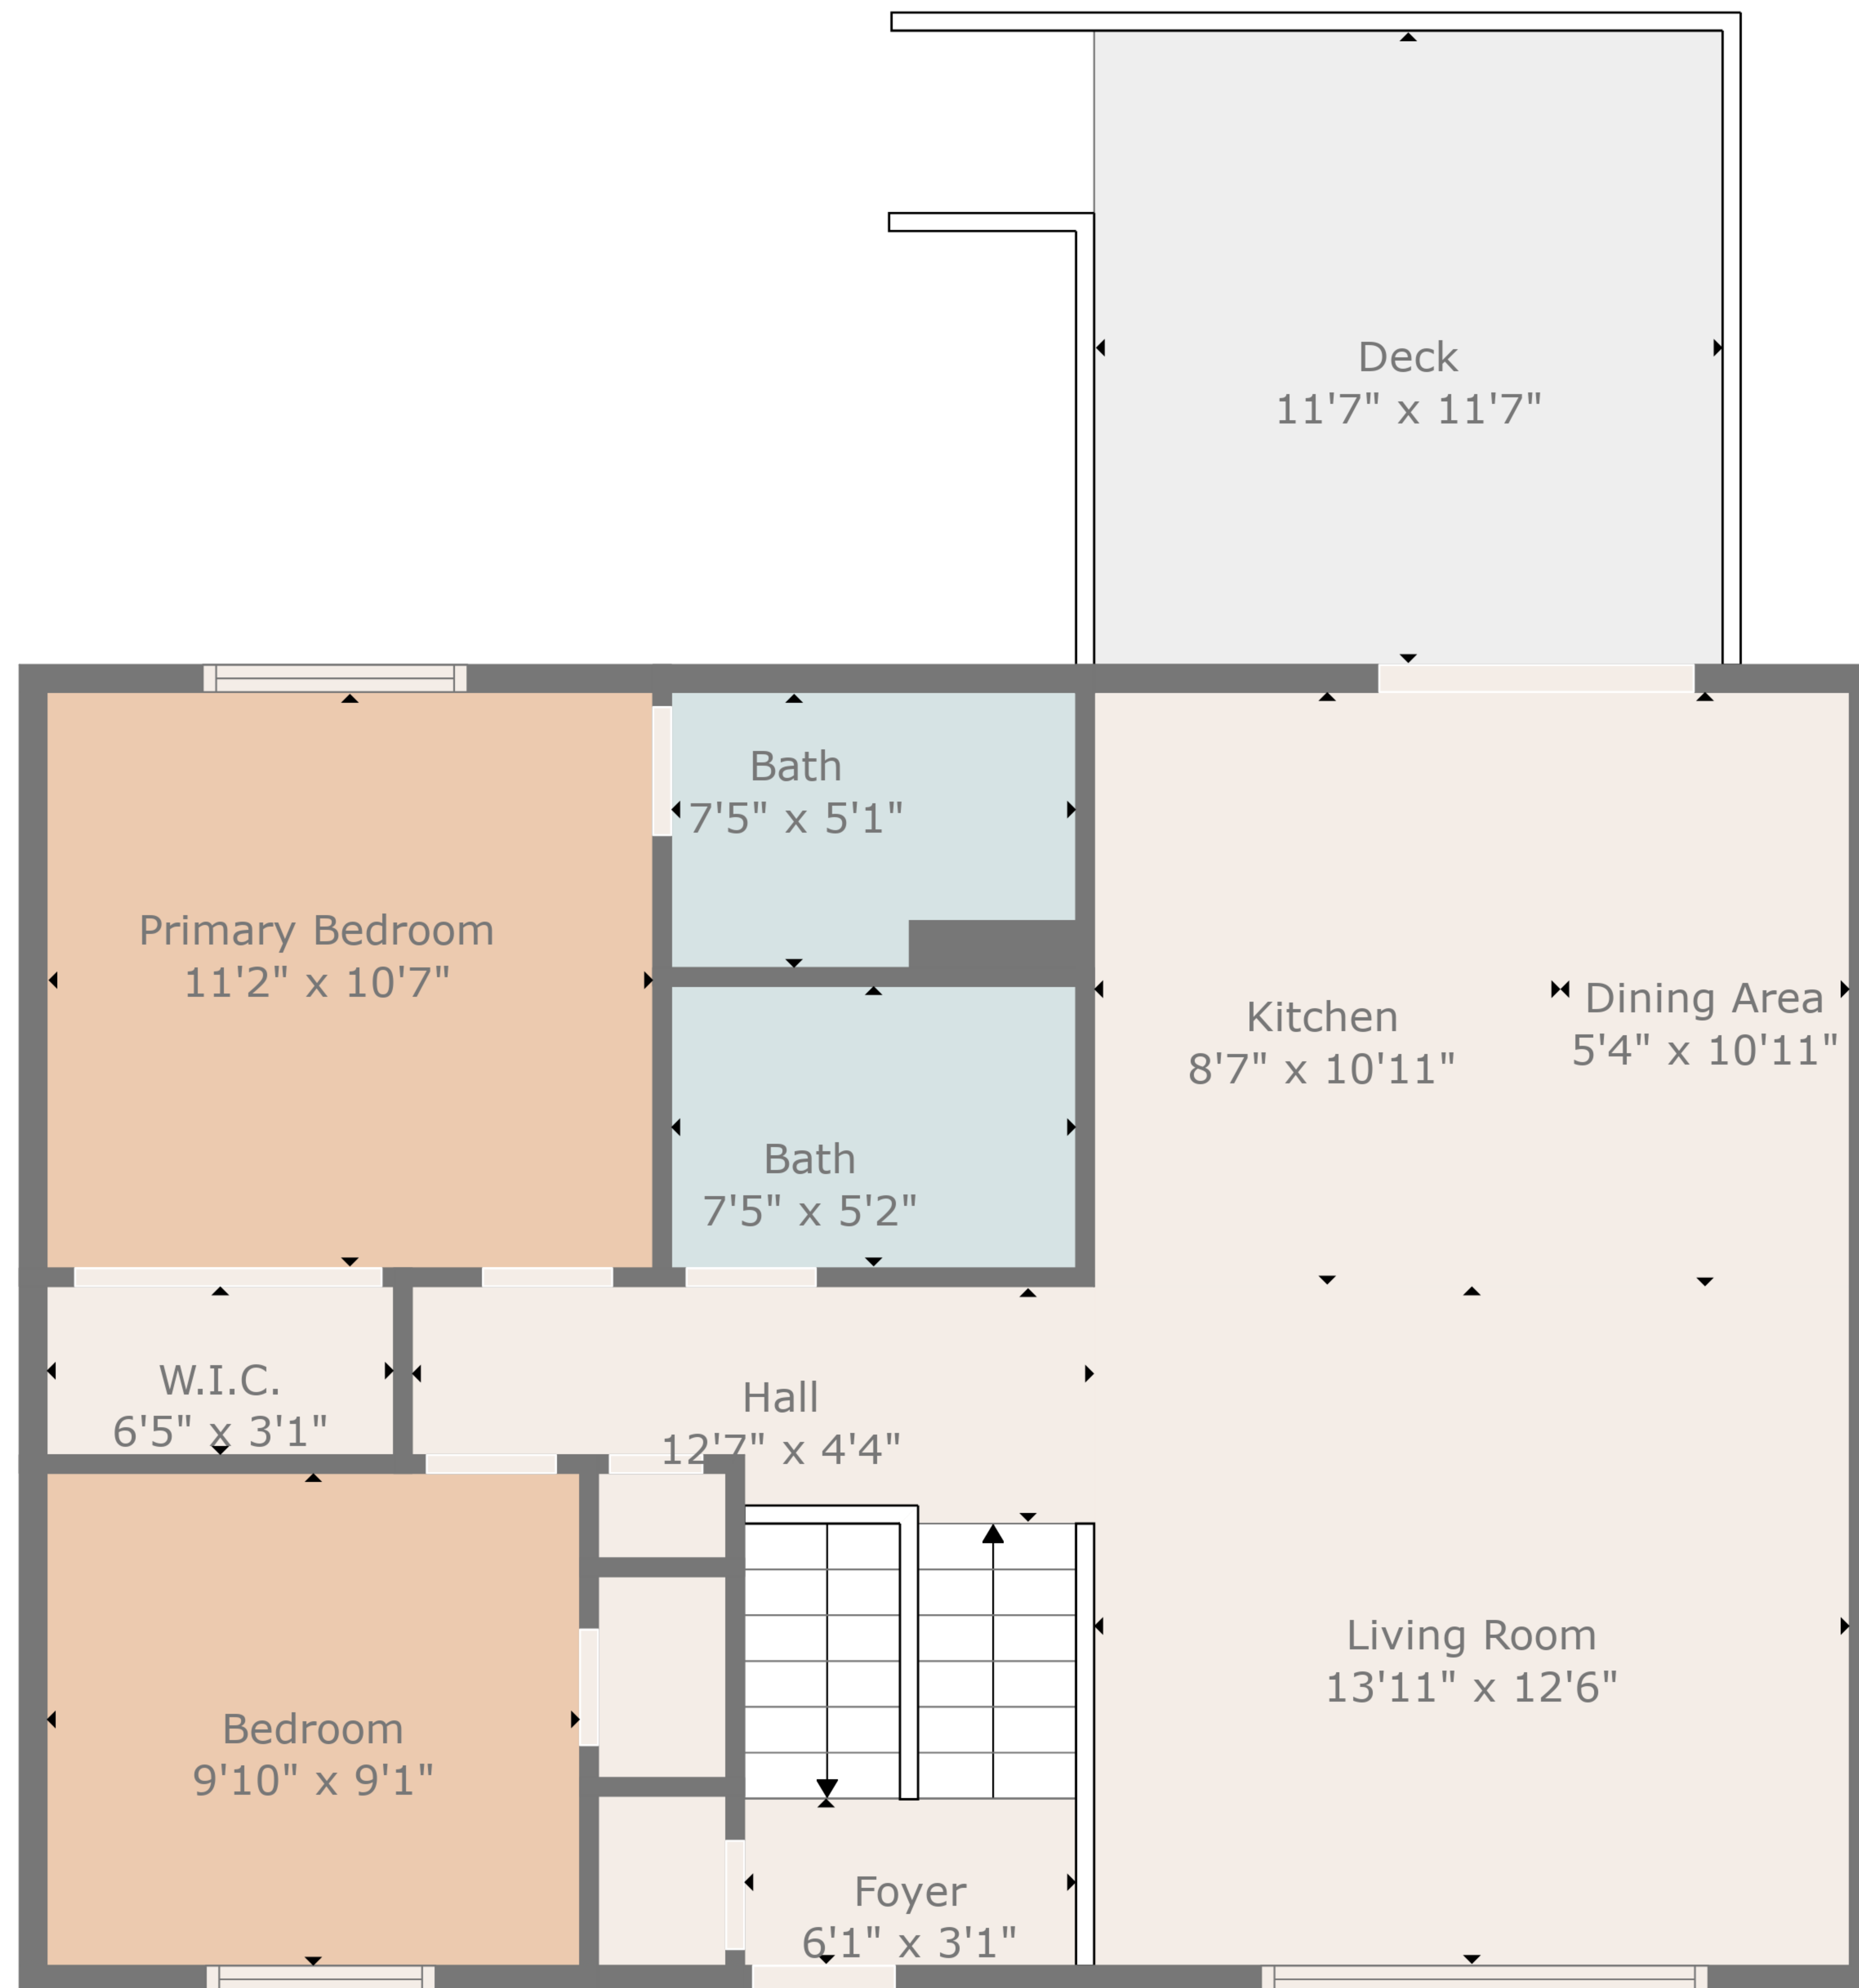 Deck
11'7" x 11'7"
Bath
7'5" x 5'1"
Primary Bedroom
11'2" x 10'7"
Kitchen
8'7" x 10'11"
Dining Area
5'4" x 10'11"
Bath
7'5" x 5'2"
W.I.C.
6'5" x 3'1"
Hall
12'7" x 4'4"
Living Room
13'11" x 12'6"
Bedroom
9'10" x 9'1"
Foyer
6'1" x 3'1"